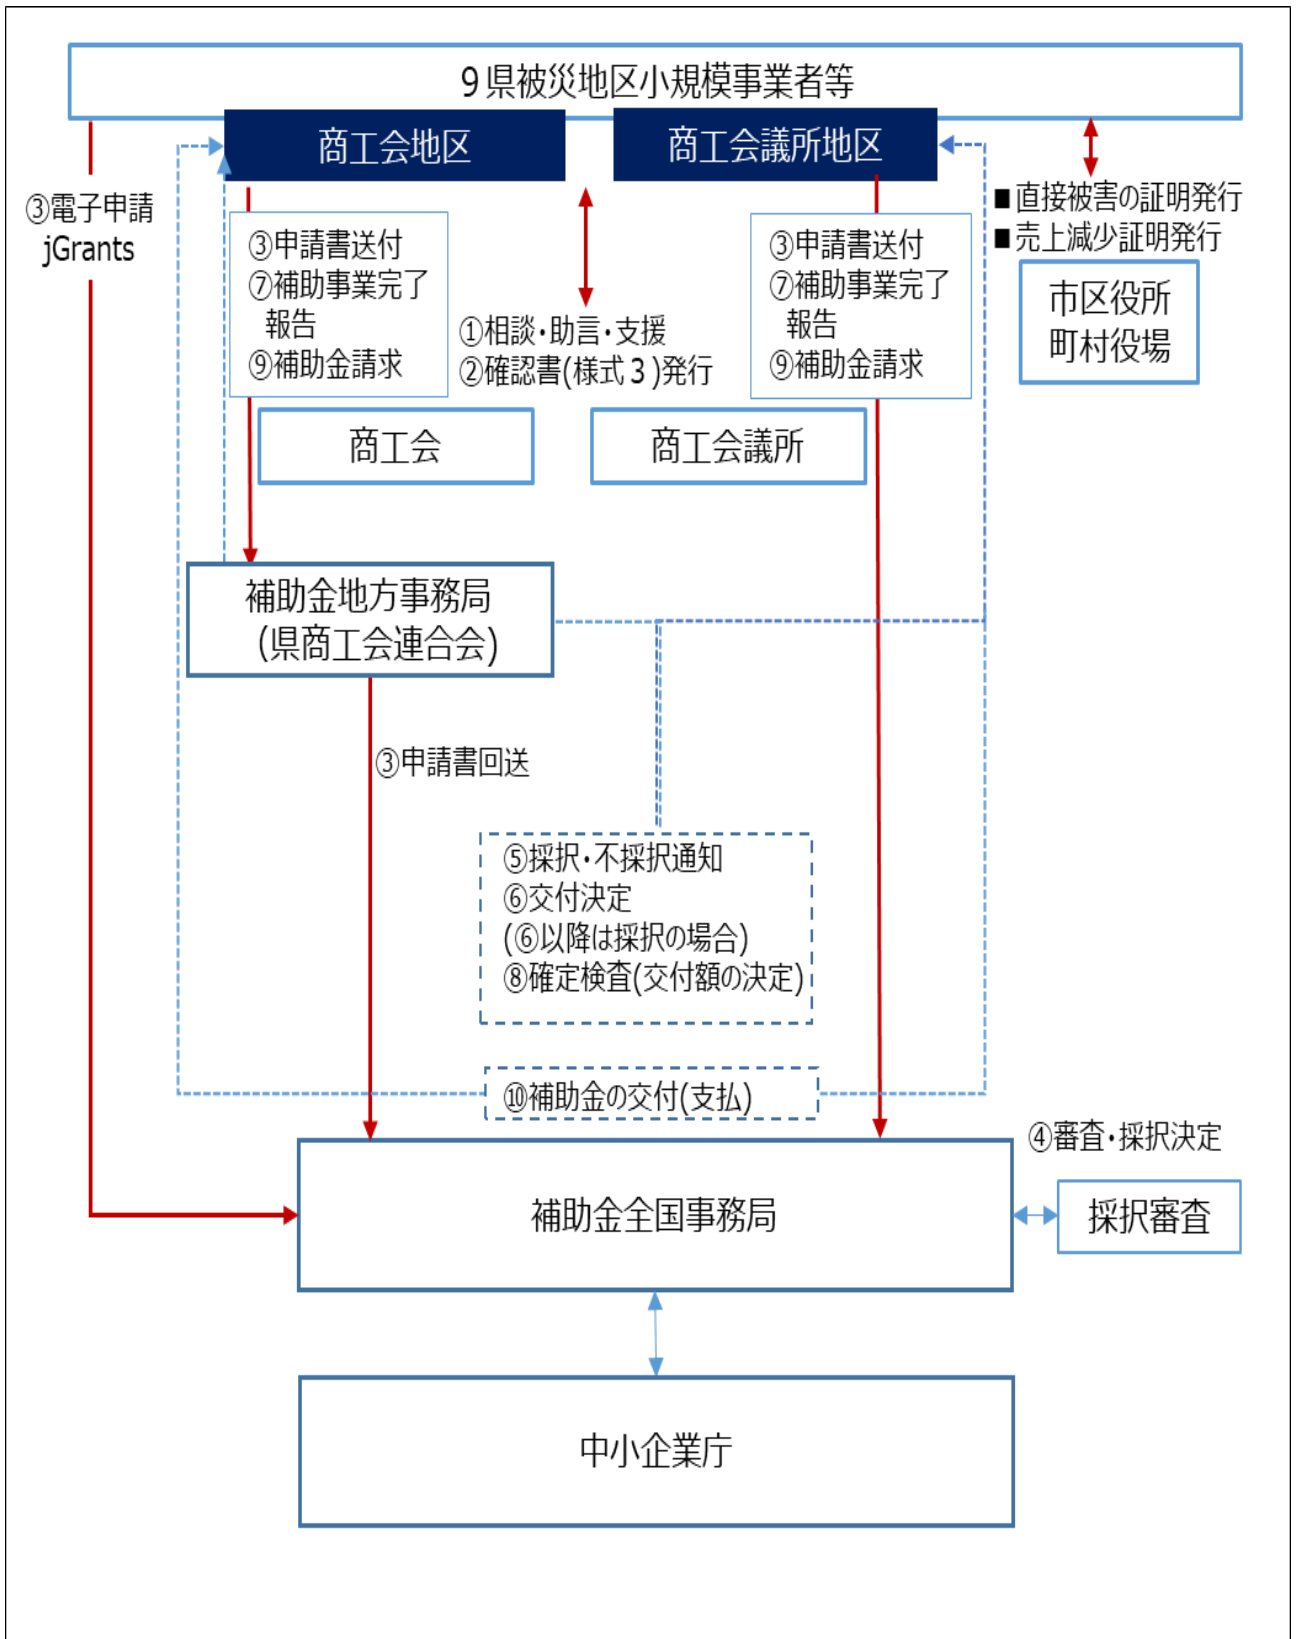 9県被災地区小規模事業者等
商工会地区
商工会議所地区
③電子申請
jGrants
③申請書送付
⑦補助事業完了
報告
⑨補助金請求
①相談・助言・支援
②確認書(様式3)発行
③申請書送付
⑦補助事業完了
報告
⑨補助金請求
■直接被害の証明発行
■売上減少証明発行
市区役所
町村役場
商工会
商工会議所
補助金地方事務局
(県商工会連合会)
③申請書回送
⑤採択・不採択通知
⑥交付決定
(⑥以降は採択の場合)
⑧確定検査(交付額の決定)
⑩補助金の交付(支払)
④審査・採択決定
補助金全国事務局
採択審査
中小企業庁